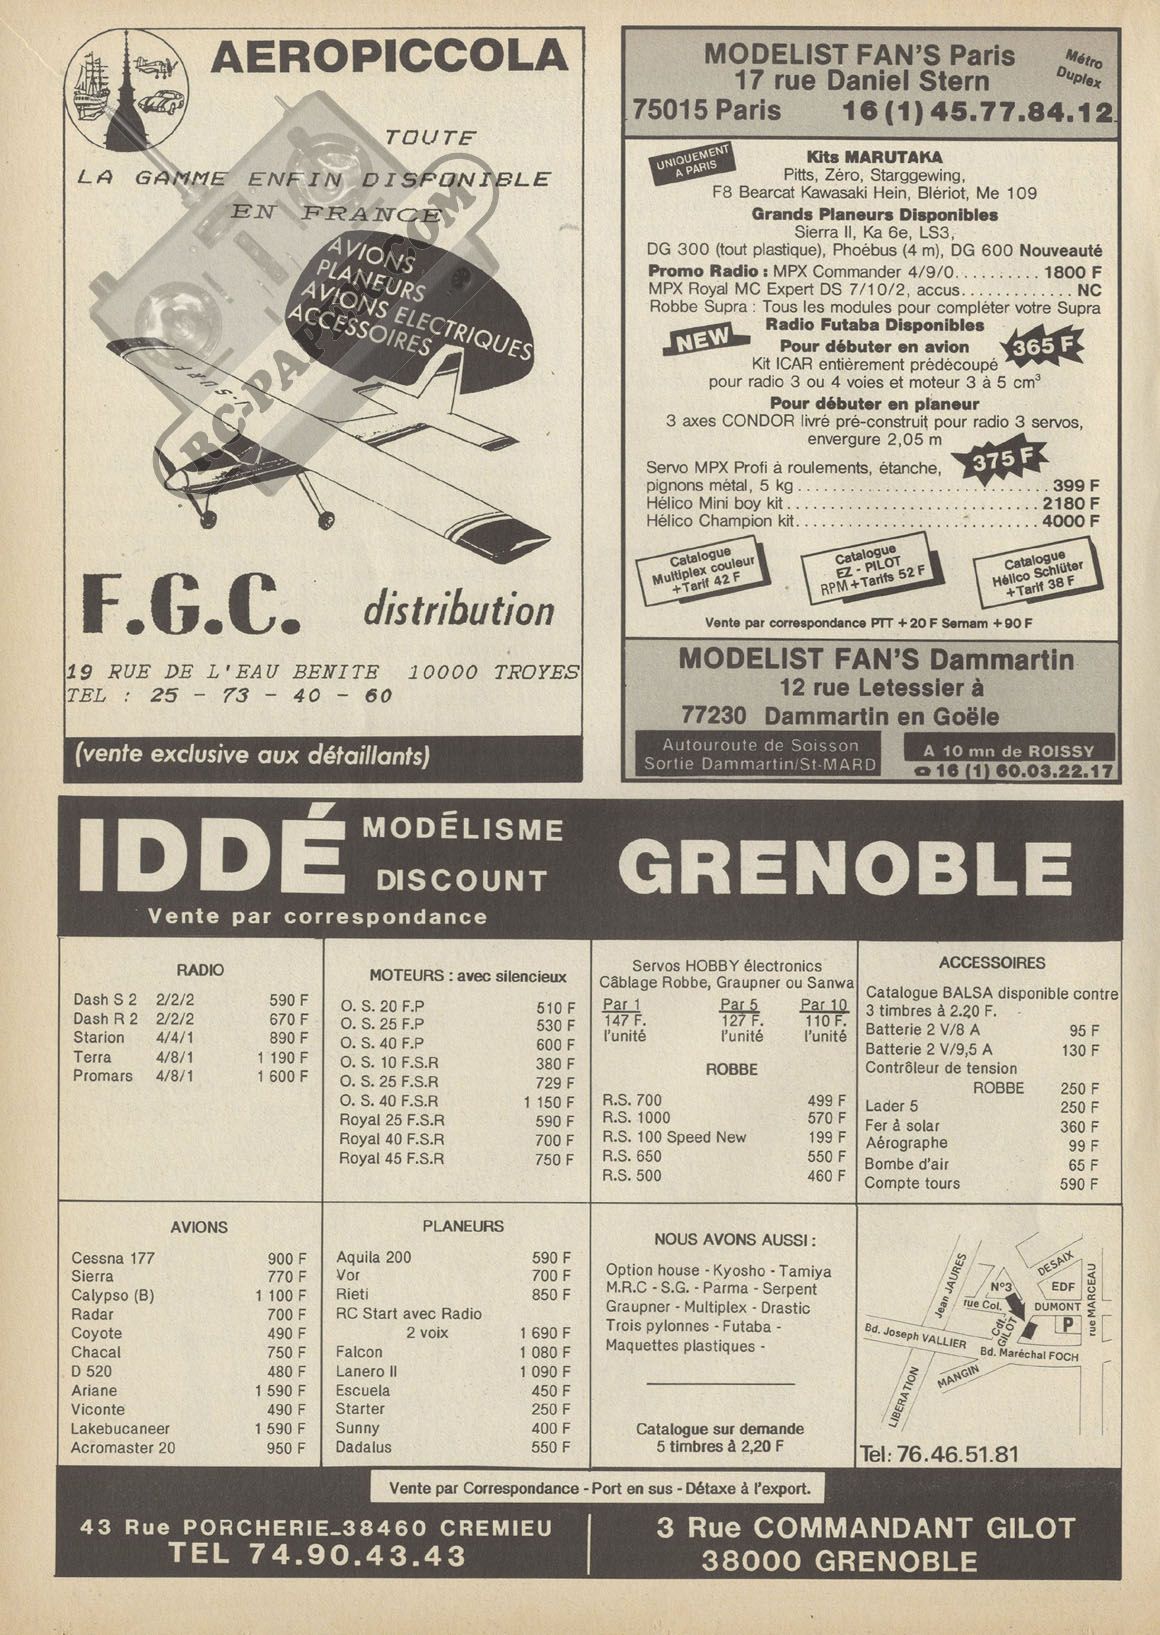 AEROPICCOLA
TOUTE
LA GAMME ENFIN DISPONIBLE
EN FRANCE
AVIONS
PLANEURS
AVIONS ELECTRIQUES
ACCESSOIRES
I-SURF
F.G.C. distribution
19 RUE DE L'EAU BENITE 10000 TROYES
TEL : 25 - 73 - 40 - 60
(vente exclusive aux détaillants)
MODELIST FAN'S Paris
17 rue Daniel Stern
75015 Paris 16 (1) 45.77.84.12
Métro
Duplex
UNIQUEMENT
A PARIS
Kits MARUTAKA
Pitts, Zéro, Starggewing,
F8 Bearcat Kawasaki Hein, Blériot, Me 109
Grands Planeurs Disponibles
Sierra II, Ka 6e, LS3,
DG 300 (tout plastique), Phoébus (4 m), DG 600 Nouveauté
Promo Radio : MPX Commander 4/9/0.......... 1800 F
MPX Royal MC Expert DS 7/10/2, accus............. NC
Robbe Supra : Tous les modules pour compléter votre Supra
Radio Futaba Disponibles
NEW
Pour débuter en avion 365 F
Kit ICAR entièrement prédécoupé
pour radio 3 ou 4 voies et moteur 3 à 5 cm³
Pour débuter en planeur
3 axes CONDOR livré pré-construit pour radio 3 servos,
envergure 2,05 m
375 F
Servo MPX Profi à roulements, étanche,
pignons métal, 5 kg............................ 399 F
Hélico Mini boy kit............................ 2180 F
Hélico Champion kit........................... 4000 F
Catalogue
Multiplex couleur
+ Tarif 42 F
Catalogue
EZ - PILOT
RPM + Tarifs 52 F
Catalogue
Hélico Schlüter
+ Tarif 38 F
Vente par correspondance PTT + 20 F Sernam + 90 F
MODELIST FAN'S Dammartin
12 rue Letessier à
77230 Dammartin en Goële
Autouroute de Soisson
Sortie Dammartin/St-MARD
A 10 mn de ROISSY
16 (1) 60.03.22.17
IDDÉ MODÉLISME
DISCOUNT
GRENOBLE
Vente par correspondance
RADIO
Dash S 2 2/2/2 590 F
Dash R 2 2/2/2 670 F
Starion 4/4/1 890 F
Terra 4/8/1 1 190 F
Promars 4/8/1 1 600 F
MOTEURS : avec silencieux
O. S. 20 F.P 510 F
O. S. 25 F.P 530 F
O. S. 40 F.P 600 F
O. S. 10 F.S.R 380 F
O. S. 25 F.S.R 729 F
O. S. 40 F.S.R 1 150 F
Royal 25 F.S.R 590 F
Royal 40 F.S.R 700 F
Royal 45 F.S.R 750 F
Servos HOBBY électronics
Câblage Robbe, Graupner ou Sanwa
Par 1 Par 5 Par 10
147 F. 127 F. 110 F.
l'unité l'unité l'unité
ROBBE
R.S. 700 499 F
R.S. 1000 570 F
R.S. 100 Speed New 199 F
R.S. 650 550 F
R.S. 500 460 F
ACCESSOIRES
Catalogue BALSA disponible contre
3 timbres à 2.20 F.
Batterie 2 V/8 A 95 F
Batterie 2 V/9,5 A 130 F
Contrôleur de tension
ROBBE 250 F
Lader 5 250 F
Fer à solar 360 F
Aérographe 99 F
Bombe d'air 65 F
Compte tours 590 F
AVIONS
Cessna 177 900 F
Sierra 770 F
Calypso (B) 1 100 F
Radar 700 F
Coyote 490 F
Chacal 750 F
D 520 480 F
Ariane 1 590 F
Viconte 490 F
Lakebucaneer 1 590 F
Acromaster 20 950 F
PLANEURS
Aquila 200 590 F
Vor 700 F
Rieti 850 F
RC Start avec Radio
2 voix 1 690 F
Falcon 1 080 F
Lanero II 1 090 F
Escuela 450 F
Starter 250 F
Sunny 400 F
Dadalus 550 F
NOUS AVONS AUSSI :
Option house - Kyosho - Tamiya
M.R.C - S.G. - Parma - Serpent
Graupner - Multiplex - Drastic
Trois pylonnes - Futaba -
Maquettes plastiques -
Catalogue sur demande
5 timbres à 2,20 F
Jean JAURES
DESAIX
N°3
EDF
rue MARCEAU
rue Col.
DUMONT
Cdt. GILOT
P
Bd. Joseph VALLIER
Bd. Maréchal FOCH
MANGIN
LIBERATION
Tel: 76.46.51.81
Vente par Correspondance - Port en sus - Détaxe à l'export.
43 Rue PORCHERIE_38460 CREMIEU
TEL 74.90.43.43
3 Rue COMMANDANT GILOT
38000 GRENOBLE